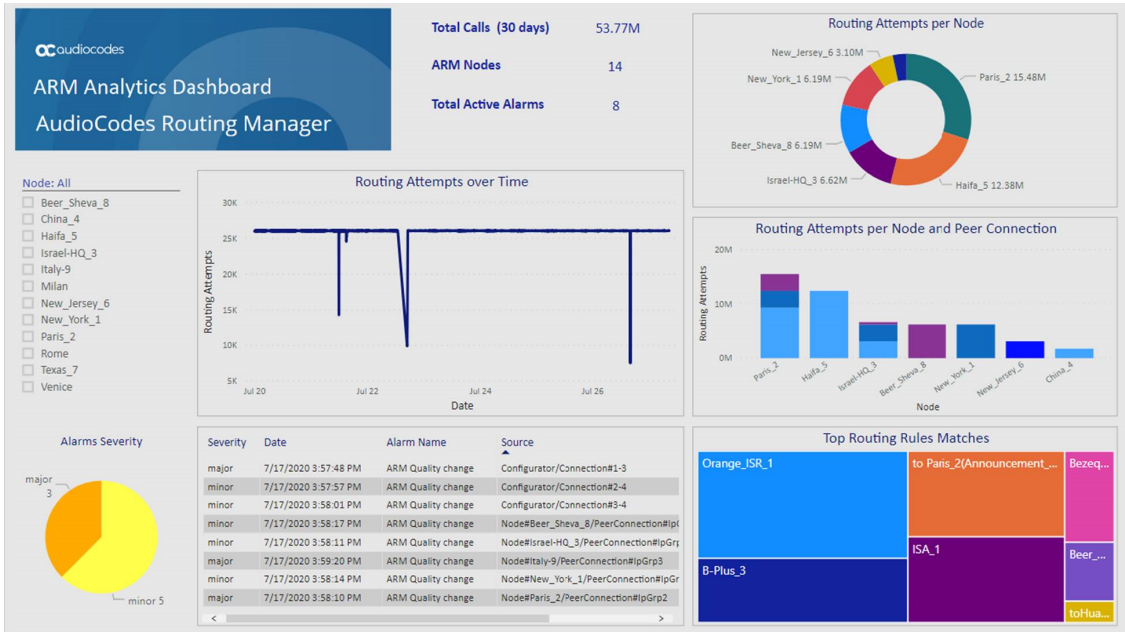 audiocodes
ARM Analytics Dashboard
AudioCodes Routing Manager
Total Calls (30 days) 53.77M
ARM Nodes 14
Total Active Alarms 8
Routing Attempts per Node
New_Jersey_6 3.10M
New_York_1 6.19M
Paris_2 15.48M
Beer_Sheva_8 6.19M
Israel-HQ_3 6.62M
Haifa_5 12.38M
Node: All
Beer_Sheva_8
China_4
Haifa_5
Israel-HQ_3
Italy-9
Milan
New_Jersey_6
New_York_1
Paris_2
Rome
Texas_7
Venice
Routing Attempts over Time
Routing Attempts
30K
25K
20K
15K
10K
5K
Jul 20 Jul 22 Jul 24 Jul 26
Date
Routing Attempts per Node and Peer Connection
Routing Attempts
20M
10M
0M
Paris_2 Haifa_5 Israel-HQ_3 Beer_Sheva_8 New_York_1 New_Jersey_6 China_4
Node
Alarms Severity
major
3
minor 5
Severity Date Alarm Name Source
major 7/17/2020 3:57:48 PM ARM Quality change Configurator/Connection#1-3
minor 7/17/2020 3:57:57 PM ARM Quality change Configurator/Connection#2-4
minor 7/17/2020 3:58:01 PM ARM Quality change Configurator/Connection#3-4
minor 7/17/2020 3:58:17 PM ARM Quality change Node#Beer_Sheva_8/PeerConnection#Ip
minor 7/17/2020 3:58:11 PM ARM Quality change Node#Israel-HQ_3/PeerConnection#IpGr
major 7/17/2020 3:59:20 PM ARM Quality change Node#Italy-9/PeerConnection#IpGrp3
minor 7/17/2020 3:58:14 PM ARM Quality change Node#New_York_1/PeerConnection#IpGr
major 7/17/2020 3:58:10 PM ARM Quality change Node#Paris_2/PeerConnection#IpGrp2
Top Routing Rules Matches
Orange_ISR_1
to Paris_2(Announcement_...
Bezeq...
B-Plus_3
ISA_1
Beer_...
toHua...